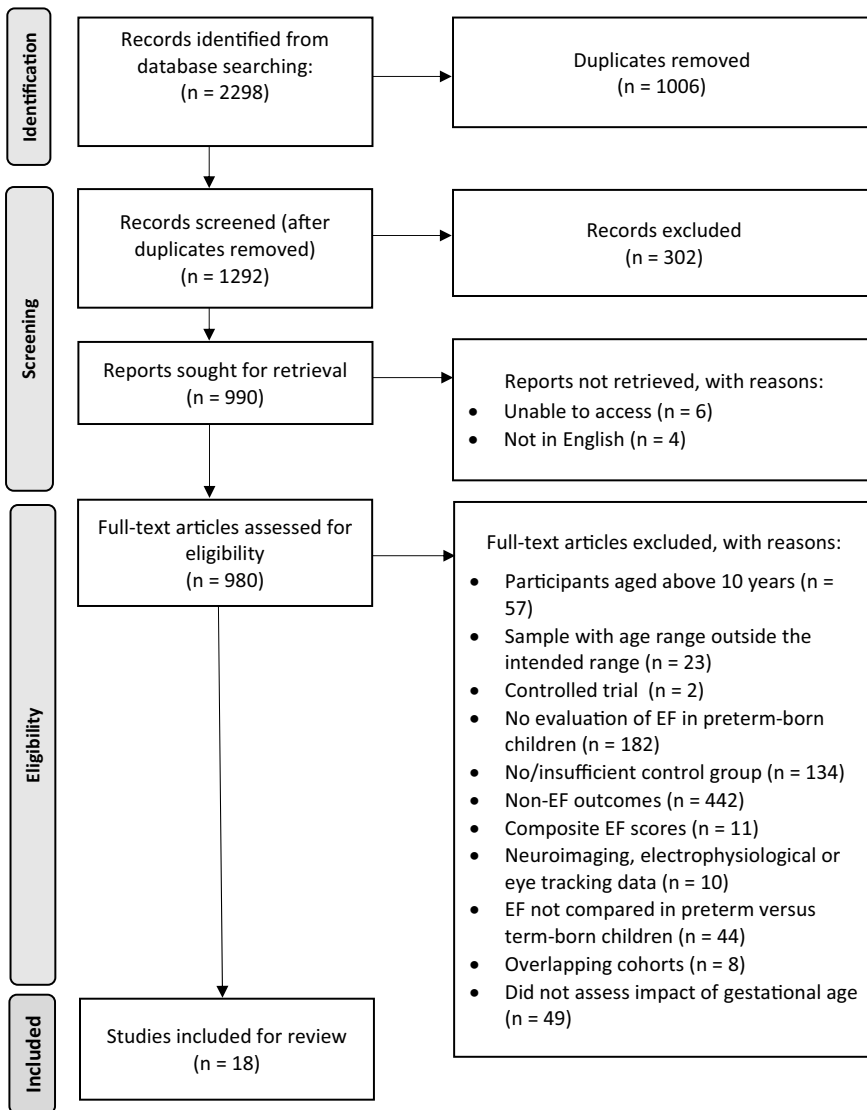 Identification
Records identified from
database searching:
(n = 2298)
Duplicates removed
(n = 1006)
Screening
Records screened (after
duplicates removed)
(n = 1292)
Records excluded
(n = 302)
Reports sought for retrieval
(n = 990)
Reports not retrieved, with reasons:
• Unable to access (n = 6)
• Not in English (n = 4)
Eligibility
Full-text articles assessed for
eligibility
(n = 980)
Full-text articles excluded, with reasons:
• Participants aged above 10 years (n =
57)
• Sample with age range outside the
intended range (n = 23)
• Controlled trial (n = 2)
• No evaluation of EF in preterm-born
children (n = 182)
• No/insufficient control group (n = 134)
• Non-EF outcomes (n = 442)
• Composite EF scores (n = 11)
• Neuroimaging, electrophysiological or
eye tracking data (n = 10)
• EF not compared in preterm versus
term-born children (n = 44)
• Overlapping cohorts (n = 8)
• Did not assess impact of gestational age
(n = 49)
Included
Studies included for review
(n = 18)